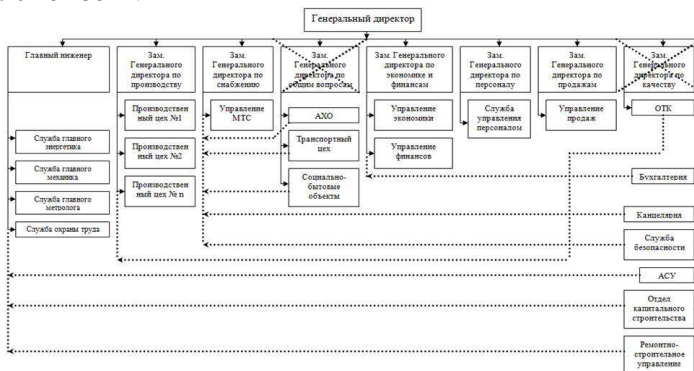 Генеральный директор
Главный инженер
Зам.
Генерального
директора по
производству
Зам.
Генерального
директора по
снабжению
Зам.
Генерального
директора по
общим вопросам
Зам. Генерального
директора по
экономике и
финансам
Зам.
Генерального
директора по
персоналу
Зам.
Генерального
директора по
продажам
Зам.
Генерального
директора по
качеству
Служба главного
энергетика
Служба главного
механика
Служба главного
метролога
Служба охраны труда
Производствен
ный цех №1
Производствен
ный цех №2
Производствен
ный цех № n
Управление
МТС
АХО
Транспортный
цех
Социально-
бытовые
объекты
Управление
экономики
Управление
финансов
Служба
управления
персоналом
Управление
продаж
ОТК
Бухгалтерия
Канцелярия
Служба
безопасности
АСУ
Отдел
капитального
строительства
Ремонтно-
строительное
управление